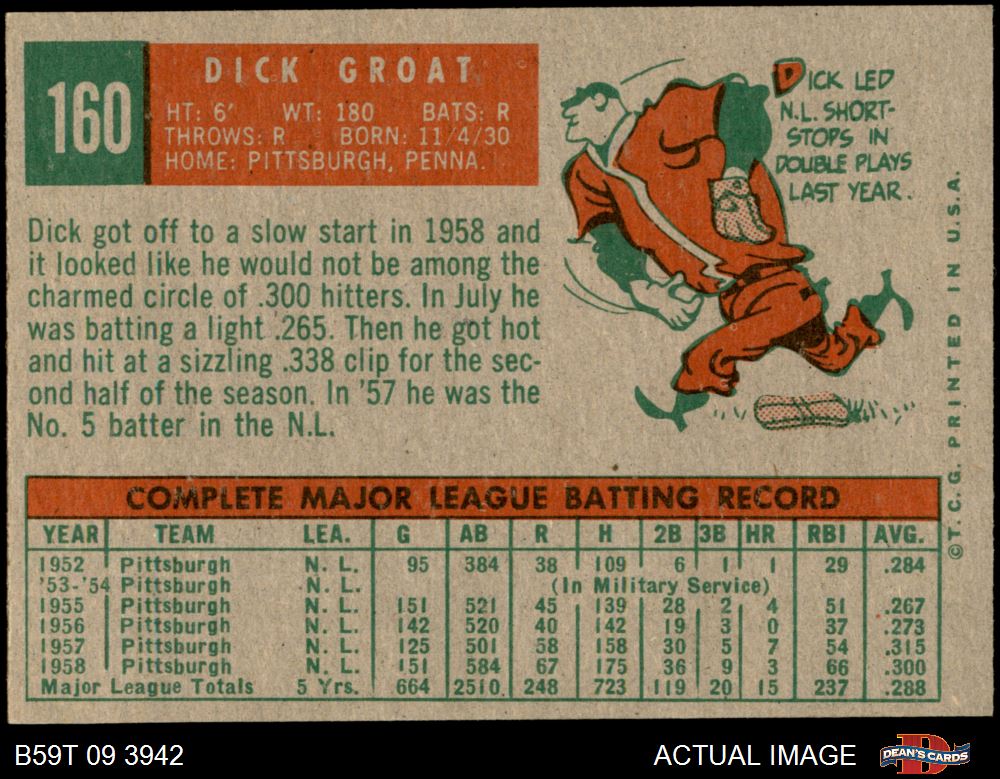 160
DICK GROAT
HT: 6' WT: 180 BATS: R
THROWS: R BORN: 11/4/30
HOME: PITTSBURGH, PENNA.
DICK LED
N.L. SHORT-
STOPS IN
DOUBLE PLAYS
LAST YEAR.
Dick got off to a slow start in 1958 and
it looked like he would not be among the
charmed circle of .300 hitters. In July he
was batting a light .265. Then he got hot
and hit at a sizzling .338 clip for the sec-
ond half of the season. In '57 he was the
No. 5 batter in the N.L.
©T.C.G. PRINTED IN U.S.A.
COMPLETE MAJOR LEAGUE BATTING RECORD
YEAR TEAM LEA. G AB R H 2B 3B HR RBI AVG.
1952 Pittsburgh N. L. 95 384 38 109 6 1 1 29 .284
'53-'54 Pittsburgh N. L. (In Military Service)
1955 Pittsburgh N. L. 151 521 45 139 28 2 4 51 .267
1956 Pittsburgh N. L. 142 520 40 142 19 3 0 37 .273
1957 Pittsburgh N. L. 125 501 58 158 30 5 7 54 .315
1958 Pittsburgh N. L. 151 584 67 175 36 9 3 66 .300
Major League Totals 5 Yrs. 664 2510 248 723 119 20 15 237 .288
B59T 09 3942
ACTUAL IMAGE
DEAN'S CARDS